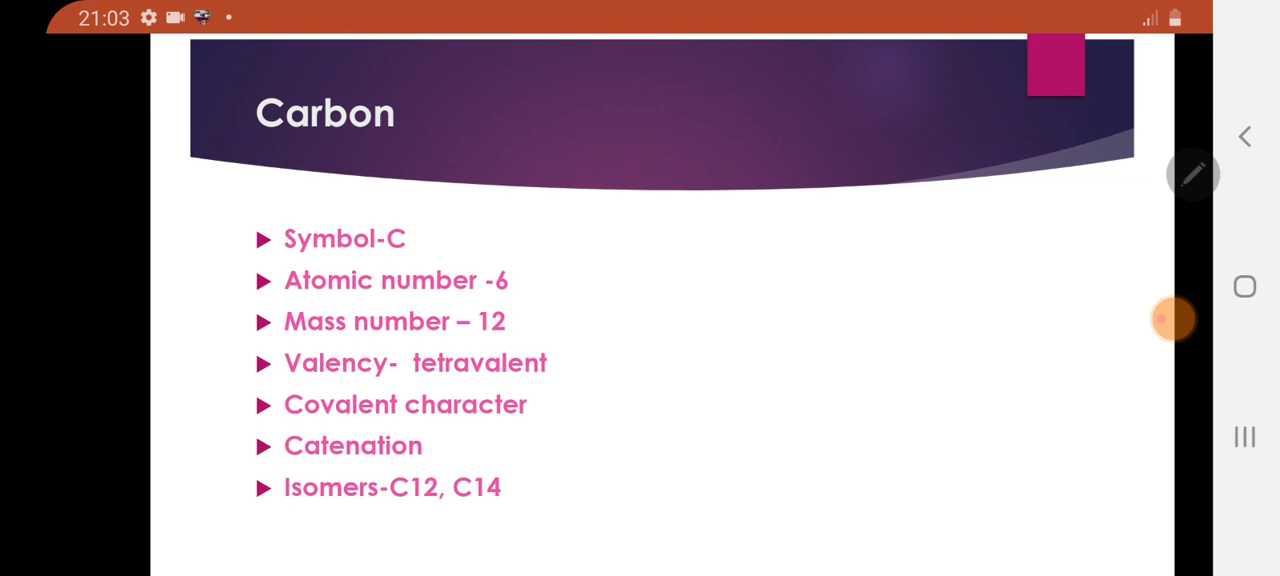 21:03
Carbon
Symbol-C
Atomic number -6
Mass number – 12
Valency-  tetravalent
Covalent character
Catenation
Isomers-C12, C14